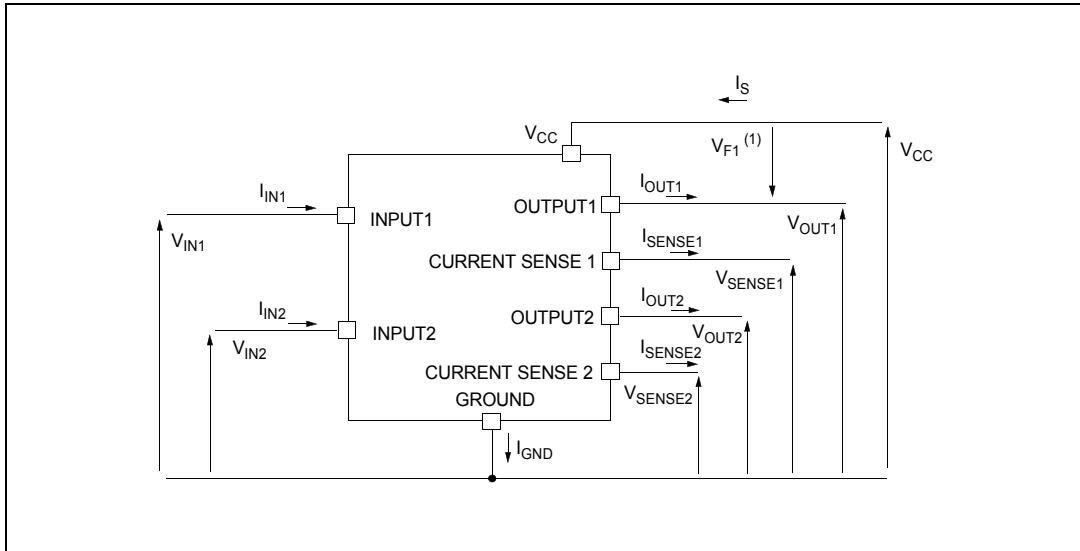 I_S
V_CC
V_F1 (1)
V_CC
I_IN1
I_OUT1
INPUT1
OUTPUT1
V_IN1
V_OUT1
I_SENSE1
CURRENT SENSE 1
V_SENSE1
I_IN2
I_OUT2
INPUT2
OUTPUT2
V_IN2
V_OUT2
I_SENSE2
CURRENT SENSE 2
V_SENSE2
GROUND
I_GND